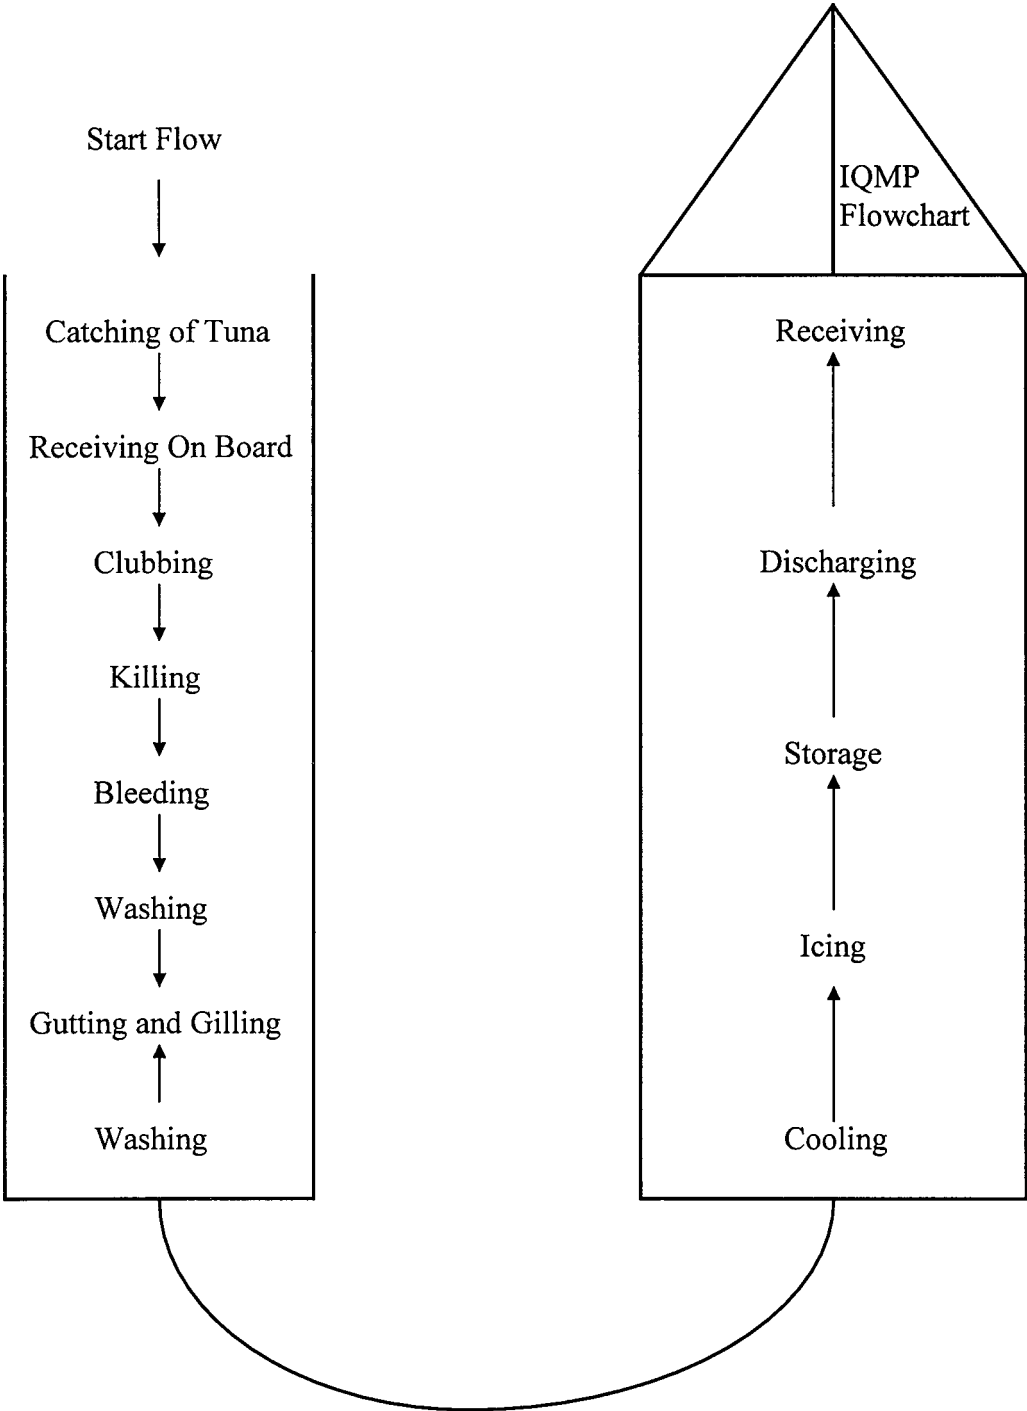 Start Flow
Catching of Tuna
Receiving On Board
Clubbing
Killing
Bleeding
Washing
Gutting and Gilling
Washing
IQMP
Flowchart
Receiving
Discharging
Storage
Icing
Cooling